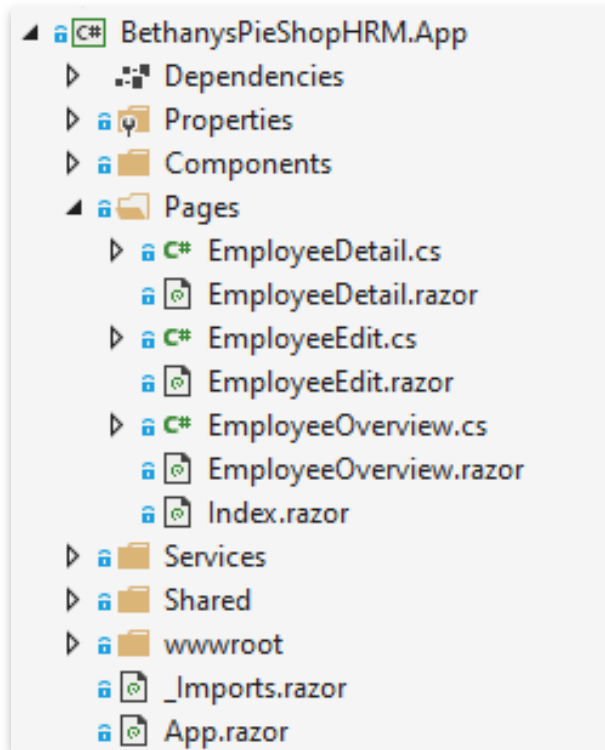 C# BethanysPieShopHRM.App
Dependencies
Properties
Components
Pages
C# EmployeeDetail.cs
EmployeeDetail.razor
C# EmployeeEdit.cs
EmployeeEdit.razor
C# EmployeeOverview.cs
EmployeeOverview.razor
Index.razor
Services
Shared
wwwroot
_Imports.razor
App.razor